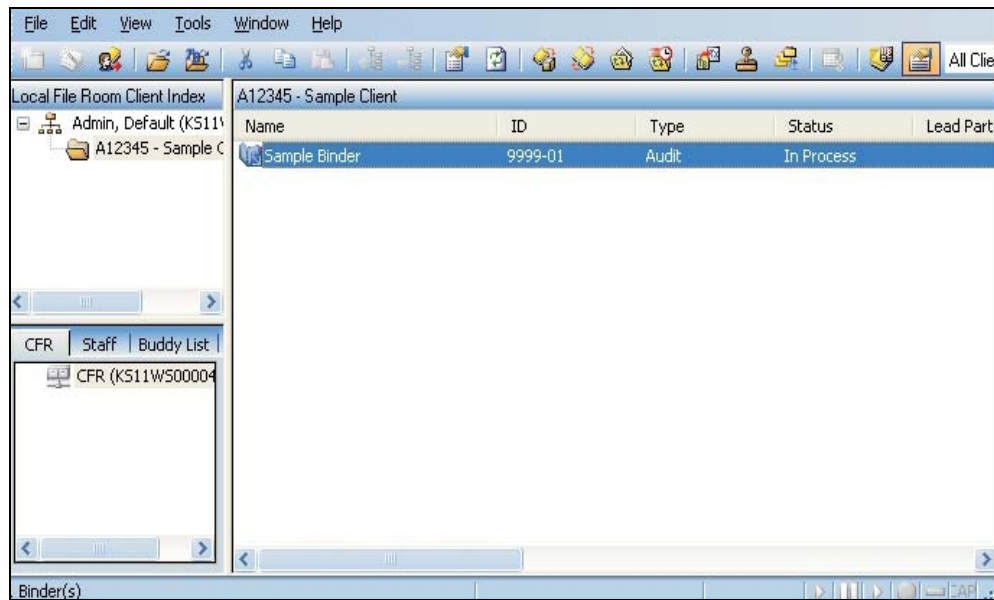 File Edit View Tools Window Help
All Clie
Local File Room Client Index
Admin, Default (KS11
A12345 - Sample C
A12345 - Sample Client
Name ID Type Status Lead Part
Sample Binder 9999-01 Audit In Process
CFR Staff Buddy List
CFR (KS11WS00004
Binder(s)
CAP